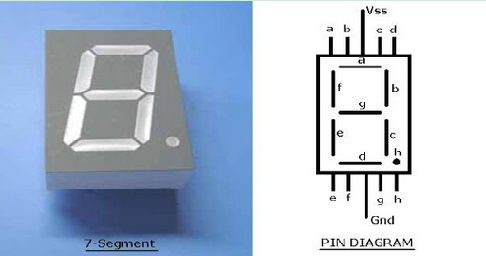 Vss
a b c d
a
f b
g
e c
d h
e f g h
Gnd
7-Segment
PIN DIAGRAM